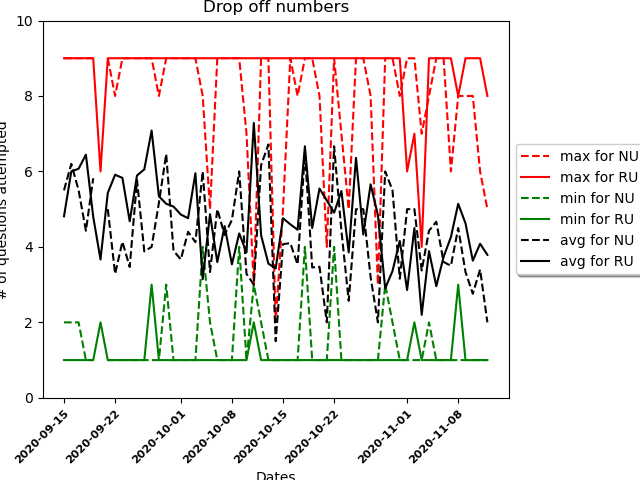 Drop off numbers
# of questions attempted
10
8
6
4
2
0
2020-09-15
2020-09-22
2020-10-01
2020-10-08
2020-10-15
2020-10-22
2020-11-01
2020-11-08
Dates
max for NU
max for RU
min for NU
min for RU
avg for NU
avg for RU